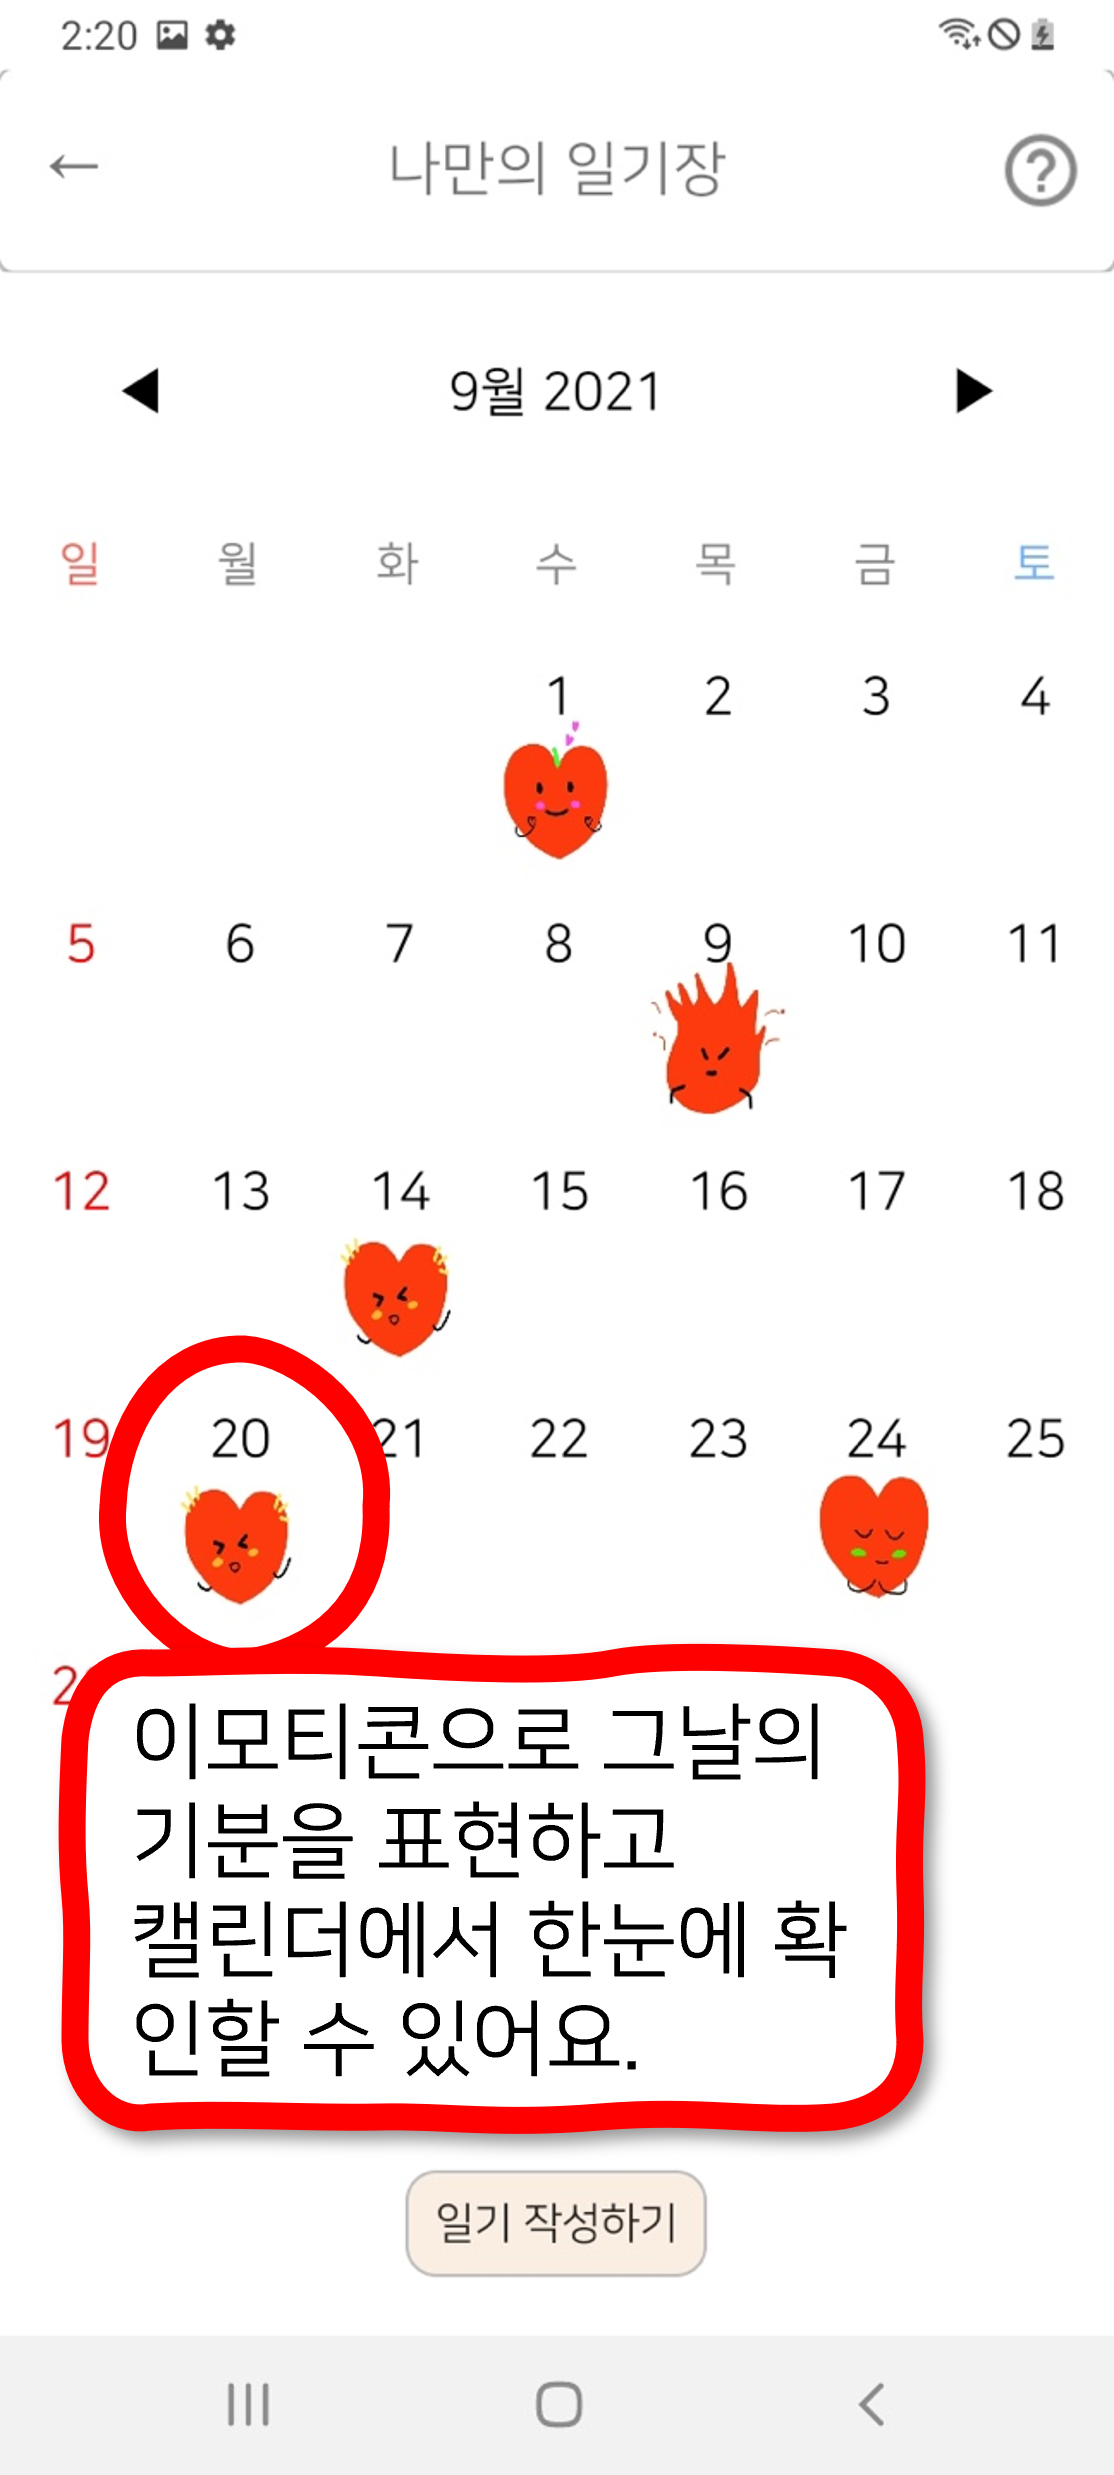 2:20
나만의 일기장
9월 2021
일 월 화 수 목 금 토
1 2 3 4
5 6 7 8 9 10 11
12 13 14 15 16 17 18
19 20 21 22 23 24 25
이모티콘으로 그날의
기분을 표현하고
캘린더에서 한눈에 확
인할 수 있어요.
일기 작성하기